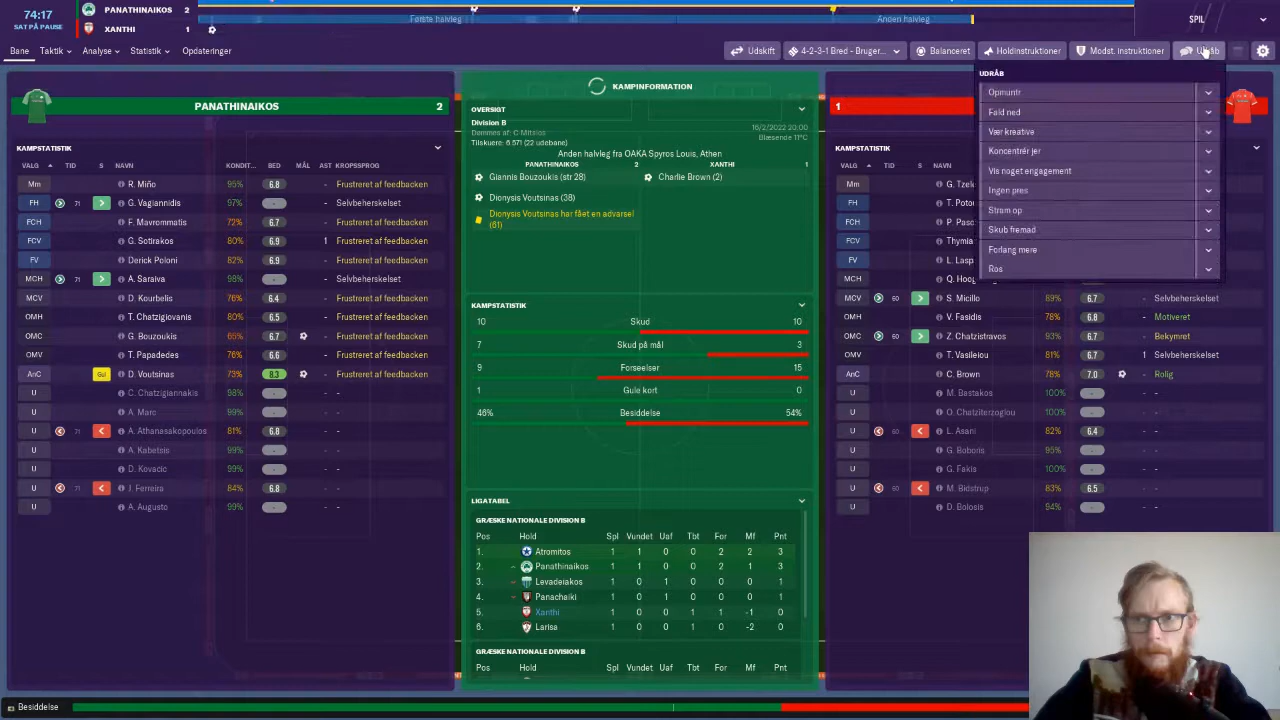 74:17
SAT PÅ PAUSE
PANATHINAIKOS 2
XANTHI 1
Første halvleg
Anden halvleg
SPIL
Bane Taktik Analyse Statistik Opdateringer
Udskift 4-2-3-1 Bred - Bruger... Balanceret Holdinstruktioner Modst. instruktioner Udråb
UDRÅB
Opmuntr
Fald ned
Vær kreative
Koncentrér jer
Vis noget engagement
Ingen pres
Stram op
Skub fremad
Forlang mere
Ros
PANATHINAIKOS 2
KAMPSTATISTIK
VALG TID S NAVN KONDIT... BED MÅL AST KROPSSPROG
Mm R. Miño 95% 6.8 - Frustreret af feedbacken
FH 71 G. Vagiannidis 97% - - Selvbeherskelset
FCH F. Mavrommatis 72% 6.7 - Frustreret af feedbacken
FCV G. Sotirakos 80% 6.9 1 Frustreret af feedbacken
FV Derick Poloni 82% 6.9 - Frustreret af feedbacken
MCH 71 A. Saraiva 98% - - Selvbeherskelset
MCV D. Kourbelis 76% 6.4 - Frustreret af feedbacken
OMH T. Chatzigiovanis 80% 6.5 - Frustreret af feedbacken
OMC G. Bouzoukis 65% 6.7 - Frustreret af feedbacken
OMV T. Papadedes 76% 6.6 - Frustreret af feedbacken
AnC Gul D. Voutsinas 73% 8.3 - Frustreret af feedbacken
U C. Chatzigiannakis 98% - - -
U A. Marc 99% - - -
U 71 A. Athanasakopoulos 81% 6.8 - -
U A. Kabetsis 99% - - -
U D. Kovacic 99% - - -
U 71 J. Ferreira 84% 6.8 - -
U A. Augusto 99% - - -
KAMPINFORMATION
OVERSIGT
Division B
Dømmes af: C Mitsios
Tilskuere: 6.571 (22 udebane)
16/2/2022 20:00
Blæsende 11°C
Anden halvleg fra OAKA Spyros Louis, Athen
PANATHINAIKOS 2 XANTHI 1
Giannis Bouzoukis (str 28) Charlie Brown (2)
Dionysis Voutsinas (38)
Dionysis Voutsinas har fået en advarsel
(61)
KAMPSTATISTIK
10 Skud 10
7 Skud på mål 3
9 Forseelser 15
1 Gule kort 0
46% Besiddelse 54%
LIGATABEL
GRÆSKE NATIONALE DIVISION B
Pos Hold Spl Vundet Uaf Tbt For Mf Pnt
1. Atromitos 1 1 0 0 2 2 3
2. Panathinaikos 1 1 0 0 2 1 3
3. Levadeiakos 1 0 1 0 0 0 1
4. Panachaiki 1 0 1 0 0 0 1
5. Xanthi 1 0 0 1 1 -1 0
6. Larisa 1 0 0 1 0 -2 0
GRÆSKE NATIONALE DIVISION B
Pos Hold Spl Vundet Uaf Tbt For Mf Pnt
1
KAMPSTATISTIK
VALG TID S NAVN
Mm G. Tzel
FH T. Poto
FCH P. Pasc
FCV Thymia
FV L. Lasp
MCH Q. Hoog
MCV 60 S. Micillo 89% 6.7 - Selvbeherskelset
OMH V. Fasidis 78% 6.8 - Motiveret
OMC 60 Z. Chatzistravos 93% 6.7 - Bekymret
OMV T. Vasileiou 81% 6.7 1 Selvbeherskelset
AnC C. Brown 78% 7.0 - Rolig
U M. Bastakos 100% - - -
U O. Chatziterzoglou 100% - - -
U 60 L. Asani 82% 6.4 - -
U G. Boboris 95% - - -
U G. Fakis 100% - - -
U 60 M. Bidstrup 83% 6.5 - -
U D. Bolosis 94% - - -
Besiddelse